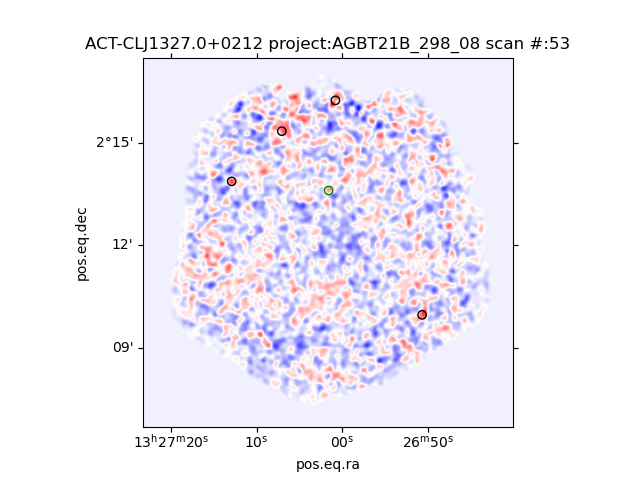 ACT-CLJ1327.0+0212 project:AGBT21B_298_08 scan #:53
pos.eq.dec
2°15'
12'
09'
13ʰ27ᵐ20ˢ 10ˢ 00ˢ 26ᵐ50ˢ
pos.eq.ra